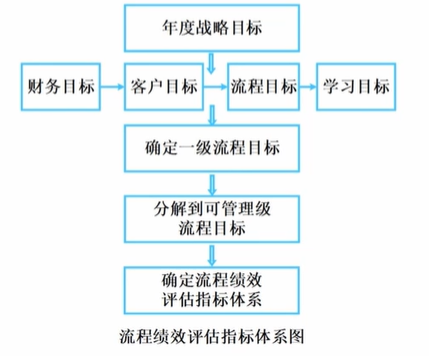 年度战略目标
财务目标
客户目标
流程目标
学习目标
确定一级流程目标
分解到可管理级
流程目标
确定流程绩效
评估指标体系
流程绩效评估指标体系图